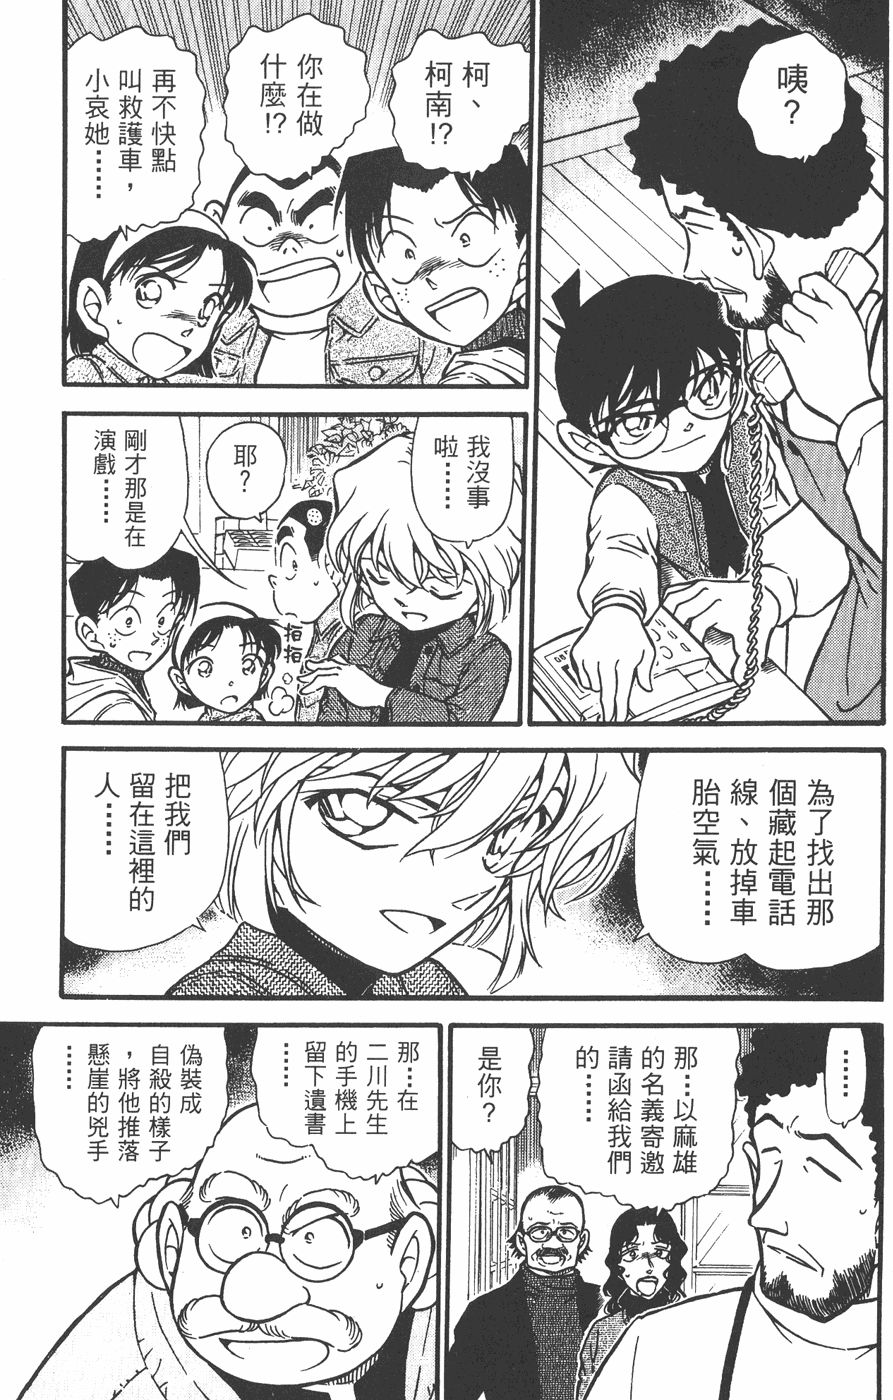 咦？
柯、
柯南!?
你在做
什麼!?
再不快點
叫救護車，
小哀她……
我沒事
啦……
耶？
拍拍
剛才那是在
演戲……
為了找出那
個藏起電話
線、放掉車
胎空氣……
把我們
留在這裡的
人……
……
那…以麻雄
的名義寄邀
請函給我們
的……
是你？
那…在
二川先生
的手機上
留下遺書
……
偽裝成
自殺的樣子
，將他推落
懸崖的兇手
……